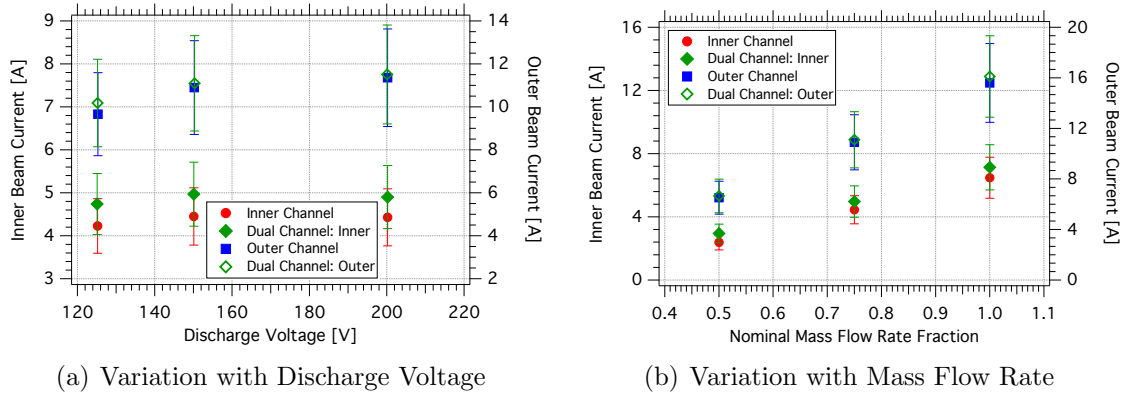 9
8
7
6
5
4
3
Inner Beam Current [A]
14
12
10
8
6
4
2
Outer Beam Current [A]
Inner Channel
Dual Channel: Inner
Outer Channel
Dual Channel: Outer
120 140 160 180 200 220
Discharge Voltage [V]
(a) Variation with Discharge Voltage
16
12
8
4
0
Inner Beam Current [A]
20
16
12
8
4
0
Outer Beam Current [A]
Inner Channel
Dual Channel: Inner
Outer Channel
Dual Channel: Outer
0.4 0.5 0.6 0.7 0.8 0.9 1.0 1.1
Nominal Mass Flow Rate Fraction
(b) Variation with Mass Flow Rate